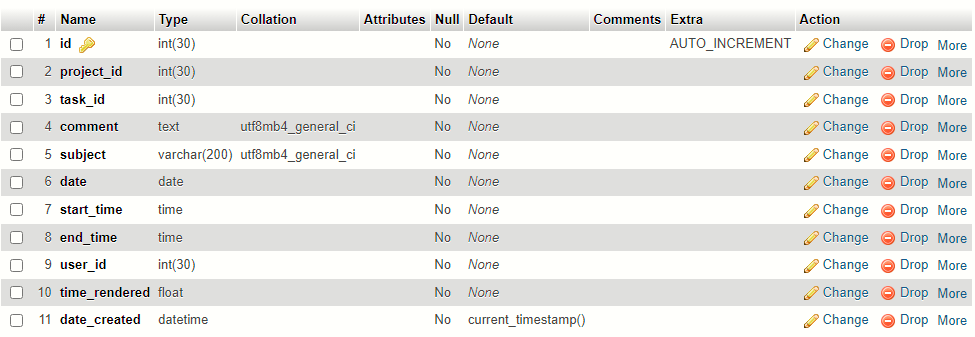 # Name Type Collation Attributes Null Default Comments Extra Action
1 id int(30) No None AUTO_INCREMENT Change Drop More
2 project_id int(30) No None Change Drop More
3 task_id int(30) No None Change Drop More
4 comment text utf8mb4_general_ci No None Change Drop More
5 subject varchar(200) utf8mb4_general_ci No None Change Drop More
6 date date No None Change Drop More
7 start_time time No None Change Drop More
8 end_time time No None Change Drop More
9 user_id int(30) No None Change Drop More
10 time_rendered float No None Change Drop More
11 date_created datetime No current_timestamp() Change Drop More